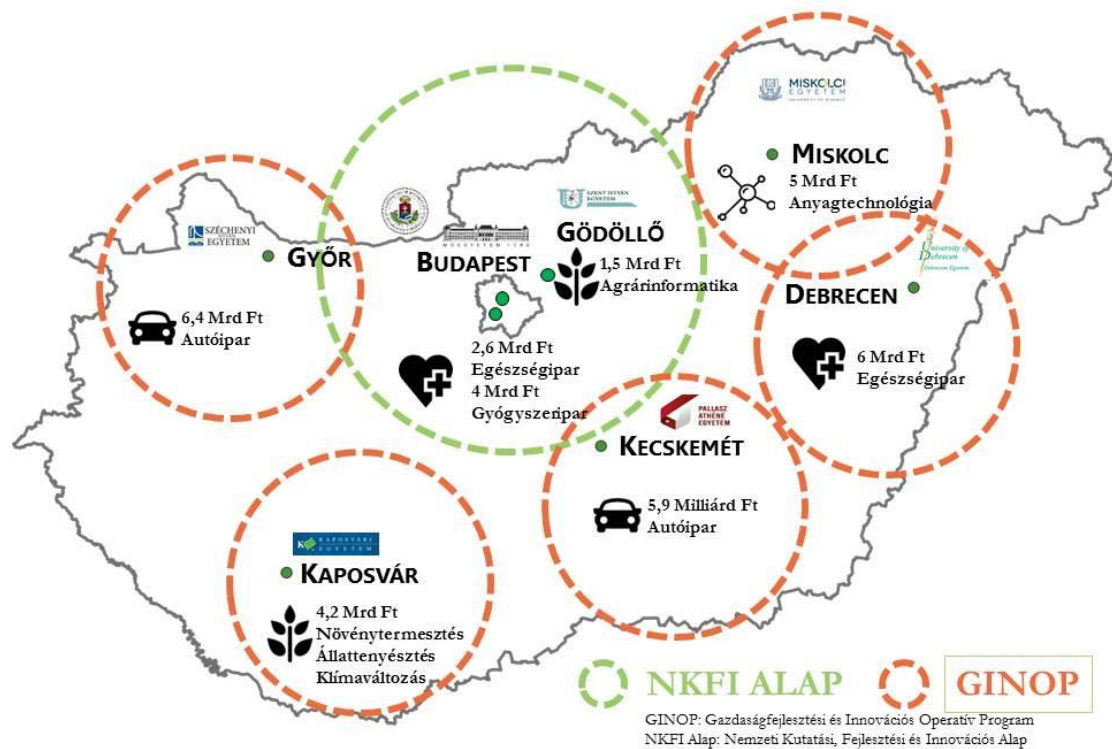 MISKOLCI
EGYETEM
UNIVERSITY OF MISKOLC
MISKOLC
5 Mrd Ft
Anyagtechnológia
SZENT ISTVÁN
EGYETEM
GÖDÖLLŐ
1,5 Mrd Ft
Agrárinformatika
SZÉCHENYI
ISTVÁN
EGYETEM
GYŐR
6,4 Mrd Ft
Autóipar
MŰEGYETEM 1782
BUDAPEST
2,6 Mrd Ft
Egészségipar
4 Mrd Ft
Gyógyszeripar
University of
Debrecen
Debreceni Egyetem
DEBRECEN
6 Mrd Ft
Egészségipar
PALLASZ
ATHÉNÉ
EGYETEM
KECSKEMÉT
5,9 Milliárd Ft
Autóipar
KAPOSVÁRI
EGYETEM
KAPOSVÁR
4,2 Mrd Ft
Növénytermesztés
Állattenyésztés
Klímaváltozás
NKFI ALAP
GINOP
GINOP: Gazdaságfejlesztési és Innovációs Operatív Program
NKFI Alap: Nemzeti Kutatási, Fejlesztési és Innovációs Alap